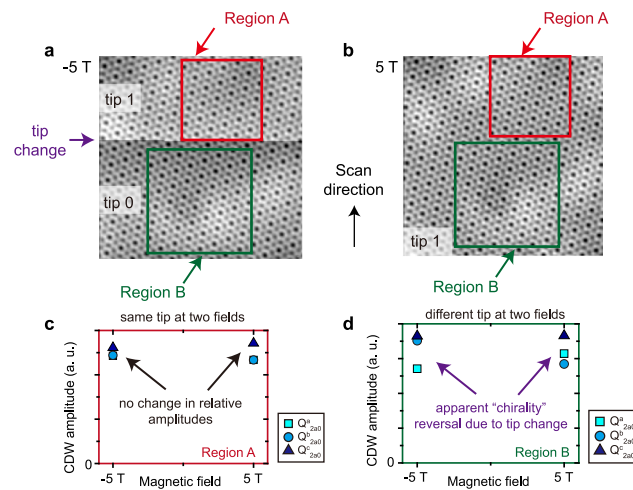 Region A
a
-5 T
tip 1
tip
change
tip 0
Region B
Region A
b
5 T
Scan
direction
tip 1
Region B
c
same tip at two fields
CDW amplitude (a. u.)
no change in relative
amplitudes
Region A
0
-5 T
5 T
Magnetic field
Qᵃ2a0
Qᵇ2a0
Qᶜ2a0
d
different tip at two fields
CDW amplitude (a. u.)
apparent “chirality”
reversal due to tip change
Region B
0
-5 T
5 T
Magnetic field
Qᵃ2a0
Qᵇ2a0
Qᶜ2a0